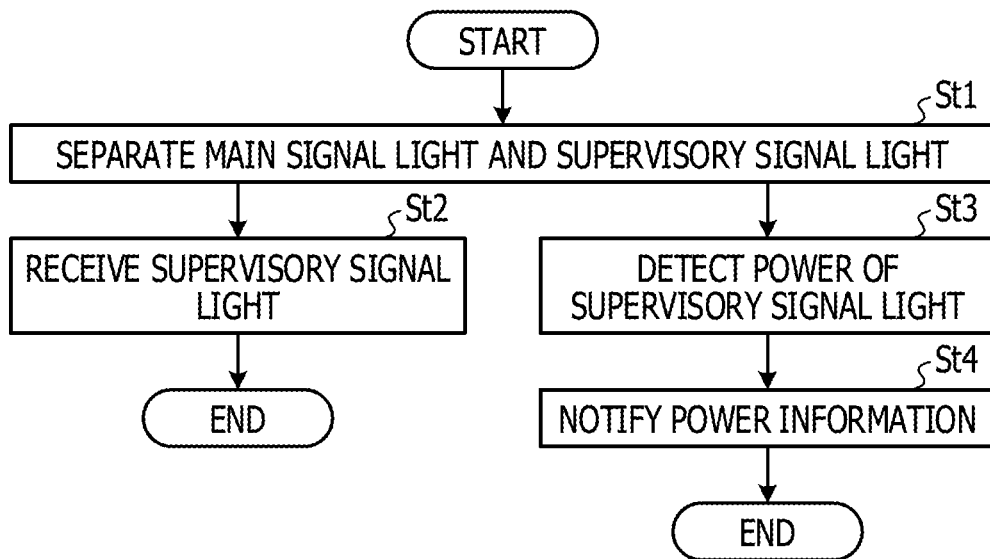 START
St1
SEPARATE MAIN SIGNAL LIGHT AND SUPERVISORY SIGNAL LIGHT
St2
RECEIVE SUPERVISORY SIGNAL
LIGHT
END
St3
DETECT POWER OF
SUPERVISORY SIGNAL LIGHT
St4
NOTIFY POWER INFORMATION
END